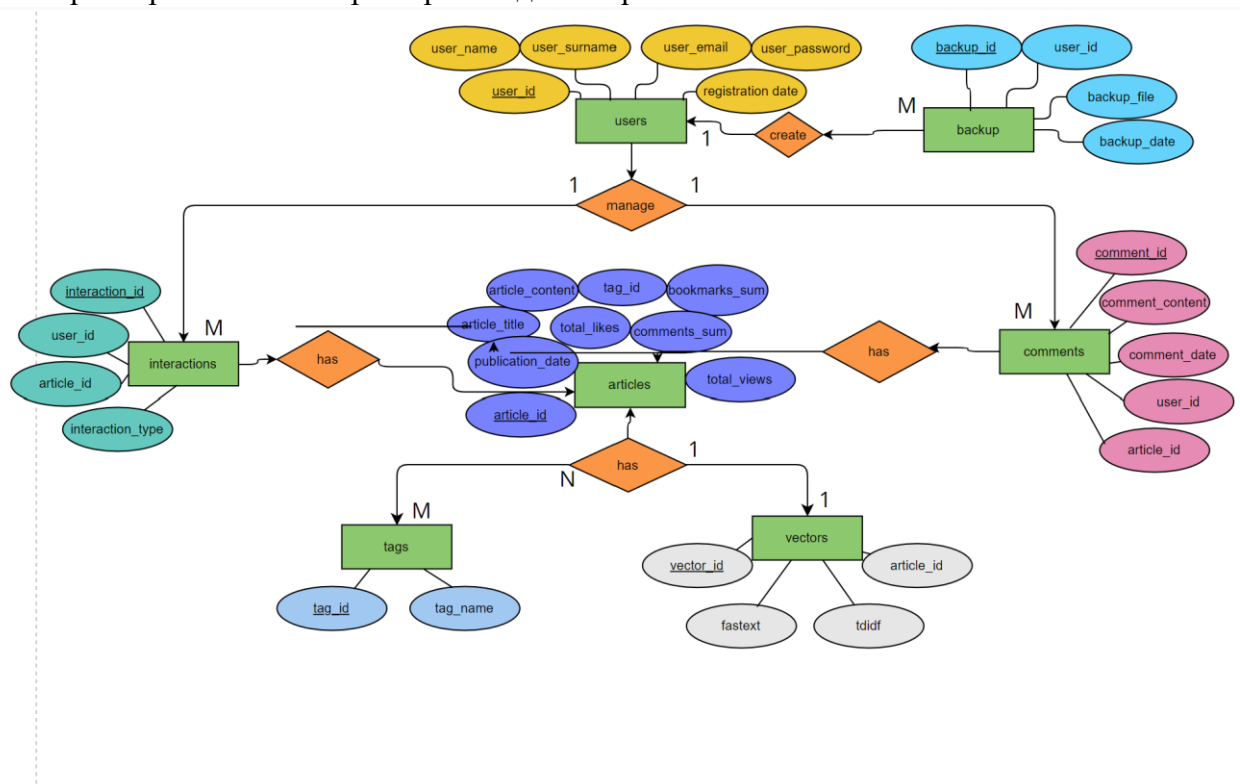 user_name
user_surname
user_email
user_password
user_id
registration date
users
backup_id
user_id
backup_file
backup_date
backup
M
create
1
1
manage
1
interaction_id
user_id
article_id
interaction_type
interactions
M
has
article_content
tag_id
bookmarks_sum
article_title
total_likes
comments_sum
publication_date
total_views
article_id
articles
has
M
comments
comment_id
comment_content
comment_date
user_id
article_id
has
N
1
M
1
tags
tag_id
tag_name
vectors
vector_id
article_id
fastext
tdidf